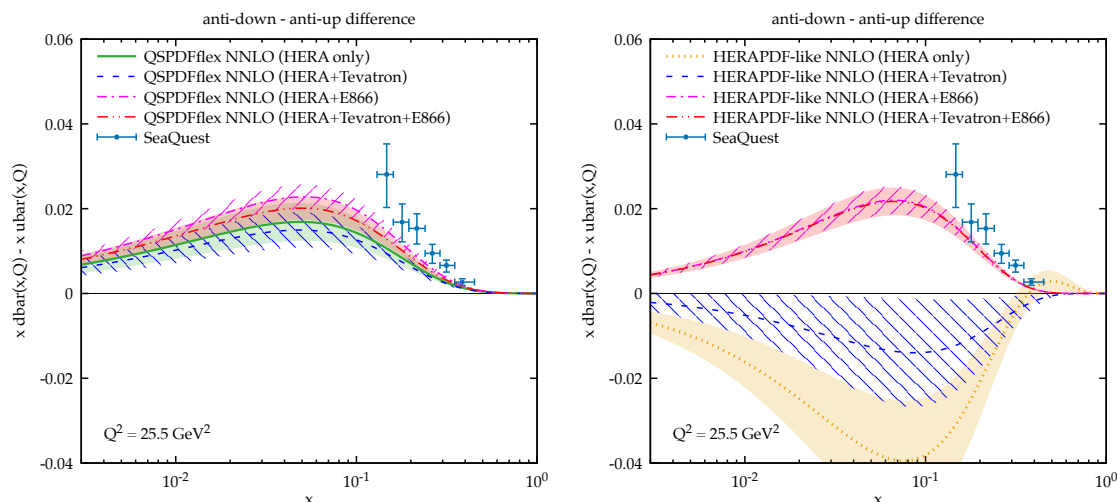 anti-down - anti-up difference
0.06
0.04
0.02
0
-0.02
-0.04
x dbar(x,Q) - x ubar(x,Q)
QSPDFflex NNLO (HERA only)
QSPDFflex NNLO (HERA+Tevatron)
QSPDFflex NNLO (HERA+E866)
QSPDFflex NNLO (HERA+Tevatron+E866)
SeaQuest
Q² = 25.5 GeV²
10⁻² 10⁻¹ 10⁰
x
anti-down - anti-up difference
0.06
0.04
0.02
0
-0.02
-0.04
x dbar(x,Q) - x ubar(x,Q)
HERAPDF-like NNLO (HERA only)
HERAPDF-like NNLO (HERA+Tevatron)
HERAPDF-like NNLO (HERA+E866)
HERAPDF-like NNLO (HERA+Tevatron+E866)
SeaQuest
Q² = 25.5 GeV²
10⁻² 10⁻¹ 10⁰
x